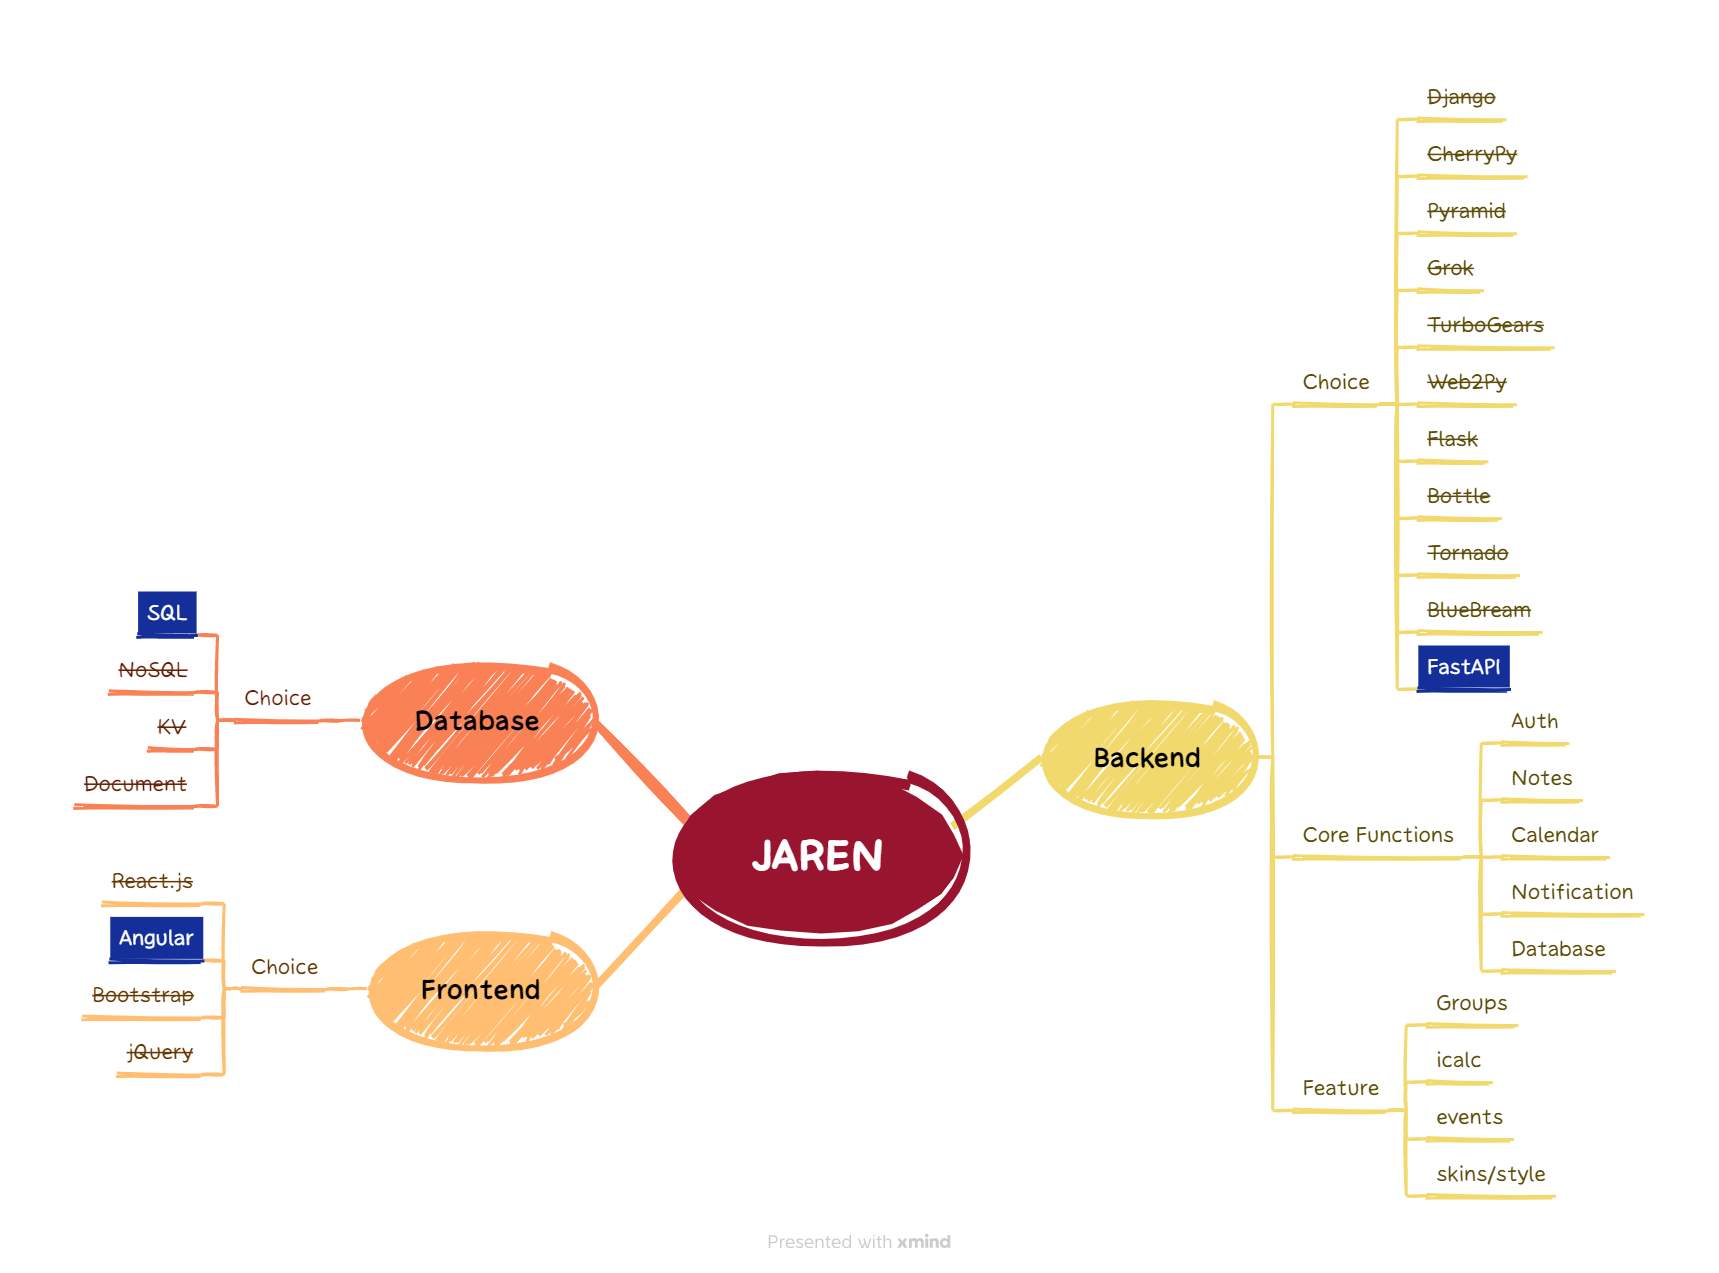 JAREN
Backend
Choice
Django
CherryPy
Pyramid
Grok
TurboGears
Web2Py
Flask
Bottle
Tornado
BlueBream
FastAPI
Core Functions
Auth
Notes
Calendar
Notification
Database
Feature
Groups
icalc
events
skins/style
Database
Choice
SQL
NoSQL
KV
Document
Frontend
Choice
React.js
Angular
Bootstrap
jQuery
Presented with xmind